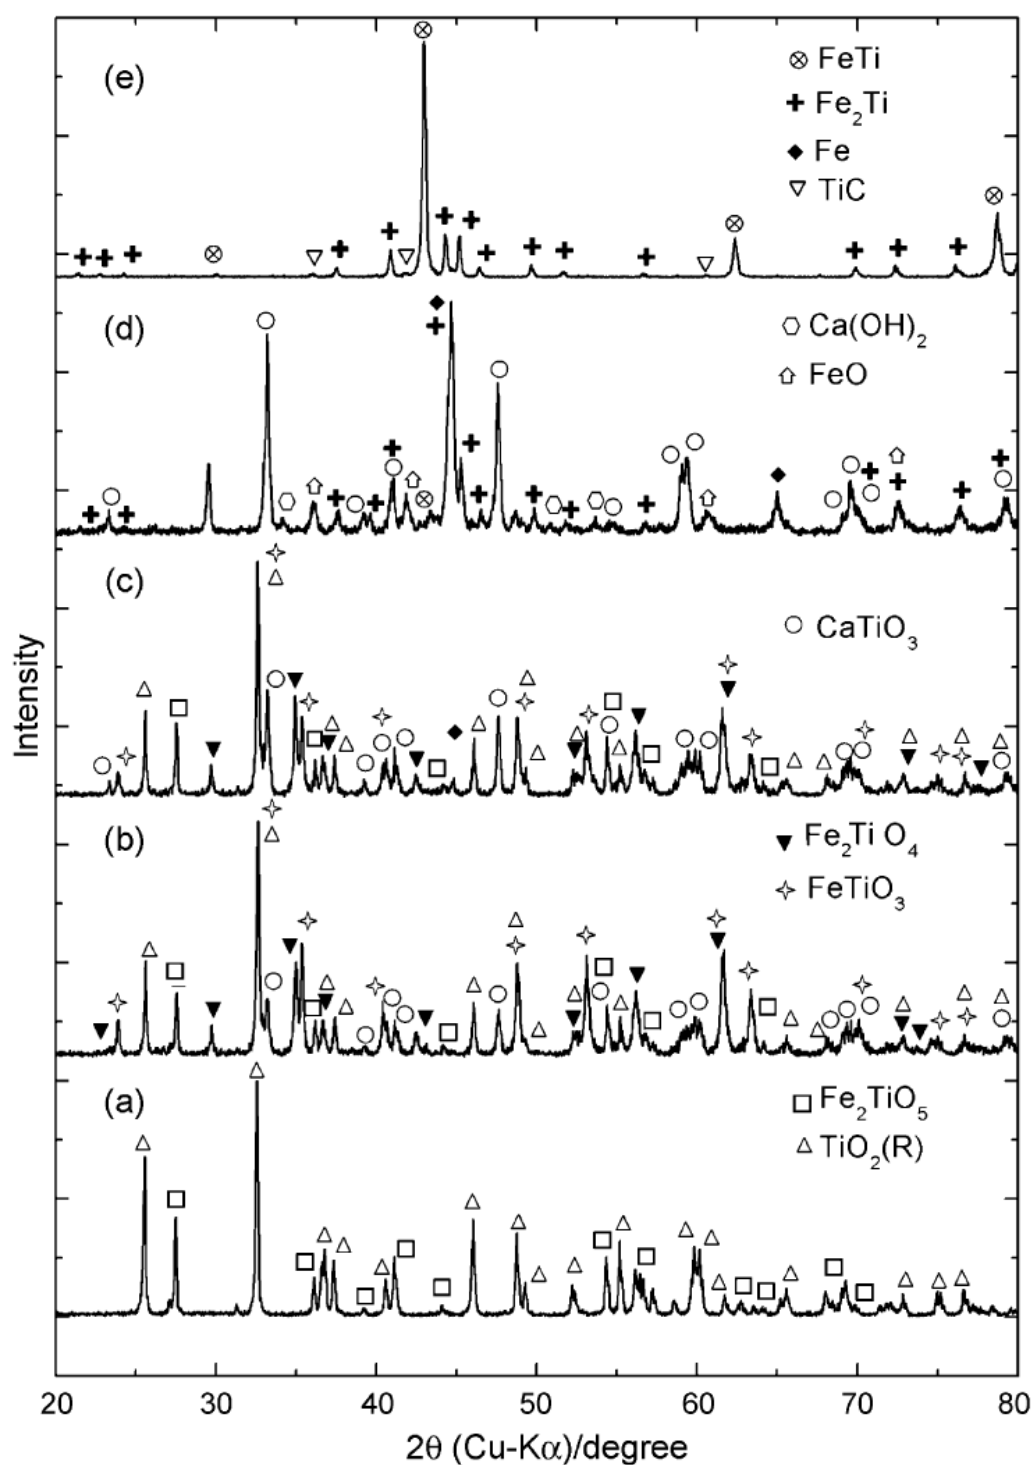 (e)
FeTi
Fe₂Ti
Fe
TiC
(d)
Ca(OH)₂
FeO
(c)
CaTiO₃
(b)
Fe₂Ti O₄
FeTiO₃
(a)
Fe₂TiO₅
TiO₂(R)
Intensity
20 30 40 50 60 70 80
2θ (Cu-Kα)/degree